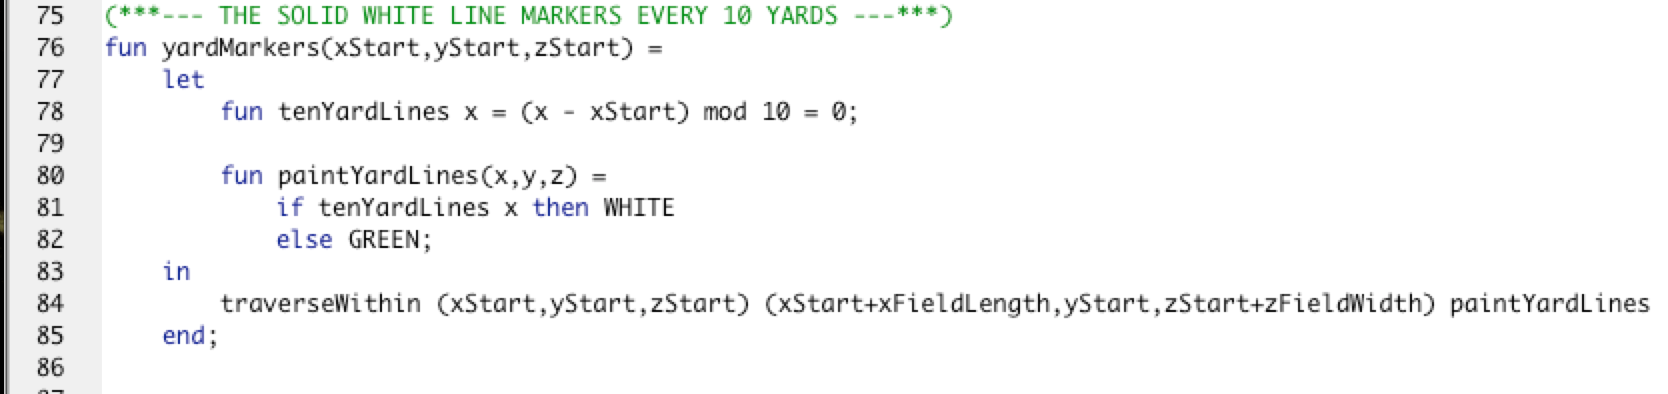 75 (***--- THE SOLID WHITE LINE MARKERS EVERY 10 YARDS ---***)
76 fun yardMarkers(xStart,yStart,zStart) =
77     let
78         fun tenYardLines x = (x - xStart) mod 10 = 0;
79
80         fun paintYardLines(x,y,z) =
81             if tenYardLines x then WHITE
82             else GREEN;
83     in
84         traverseWithin (xStart,yStart,zStart) (xStart+xFieldLength,yStart,zStart+zFieldWidth) paintYardLines
85     end;
86